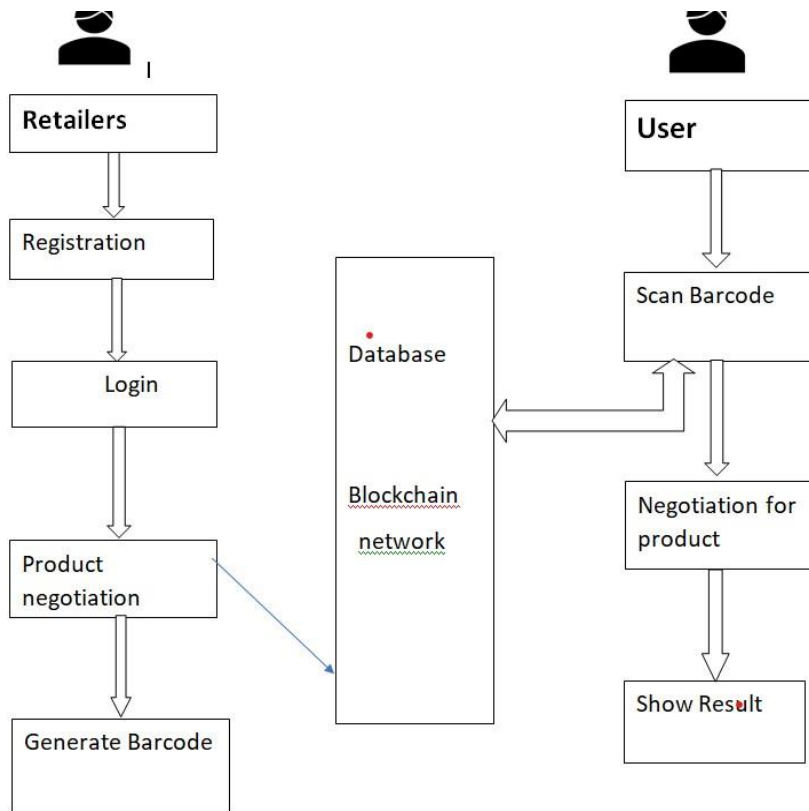 Retailers
Registration
Login
Product
negotiation
Generate Barcode
Database
Blockchain
network
User
Scan Barcode
Negotiation for
product
Show Result